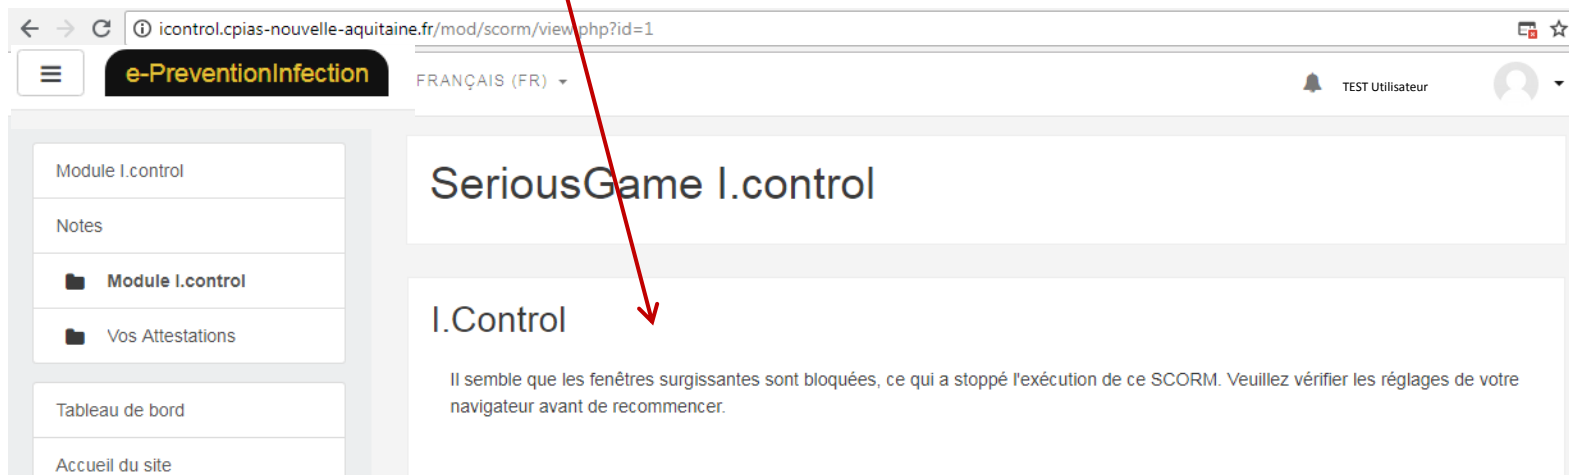 icontrol.cpias-nouvelle-aquitaine.fr/mod/scorm/view.php?id=1
e-PreventionInfection
FRANÇAIS (FR)
TEST Utilisateur
Module I.control
Notes
Module I.control
Vos Attestations
Tableau de bord
Accueil du site
SeriousGame I.control
I.Control
Il semble que les fenêtres surgissantes sont bloquées, ce qui a stoppé l'exécution de ce SCORM. Veuillez vérifier les réglages de votre
navigateur avant de recommencer.